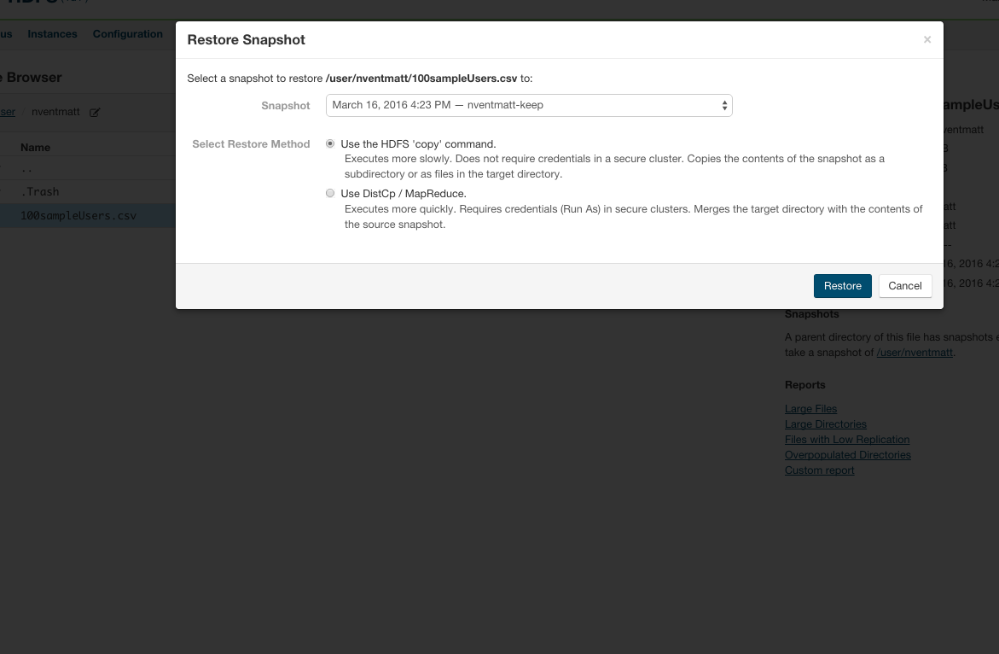 Restore Snapshot
×
Select a snapshot to restore /user/nventmatt/100sampleUsers.csv to:
Snapshot
March 16, 2016 4:23 PM — nventmatt-keep
Select Restore Method
Use the HDFS 'copy' command.
Executes more slowly. Does not require credentials in a secure cluster. Copies the contents of the snapshot as a
subdirectory or as files in the target directory.
Use DistCp / MapReduce.
Executes more quickly. Requires credentials (Run As) in secure clusters. Merges the target directory with the contents of
the source snapshot.
Restore
Cancel
us Instances Configuration
e Browser
ser / nventmatt
Name
..
.Trash
100sampleUsers.csv
ampleUs
ventmatt
B
att
att
--
16, 2016 4:2
16, 2016 4:2
Snapshots
A parent directory of this file has snapshots e
take a snapshot of /user/nventmatt.
Reports
Large Files
Large Directories
Files with Low Replication
Overpopulated Directories
Custom report